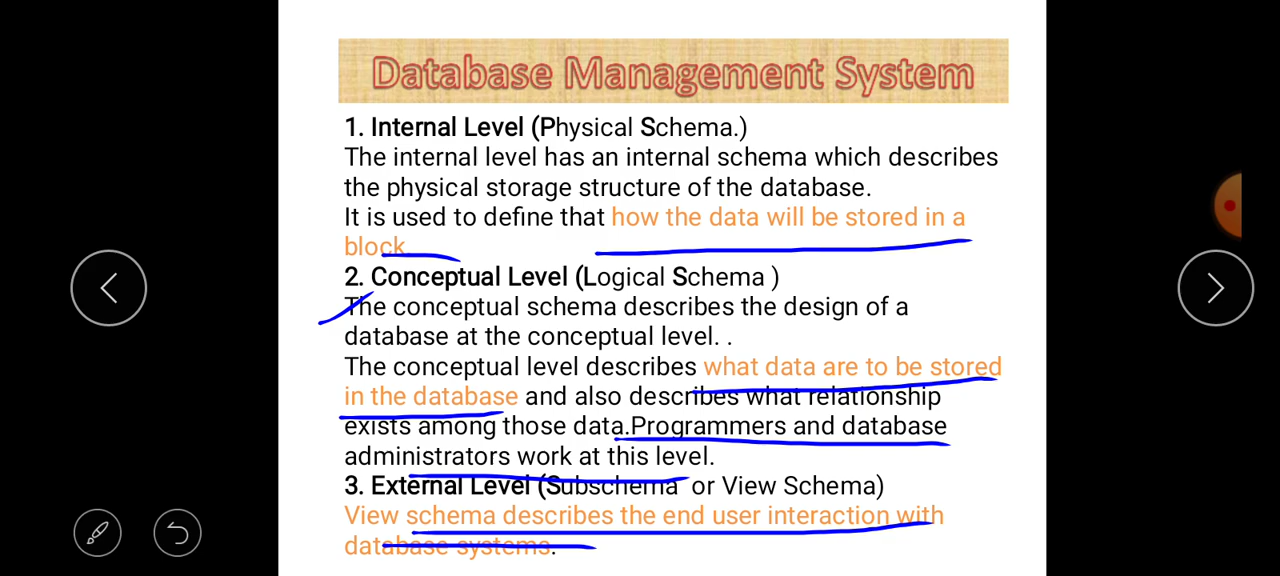 Database Management System
1. Internal Level (Physical Schema.)
The internal level has an internal schema which describes
the physical storage structure of the database.
It is used to define that how the data will be stored in a
block.
2. Conceptual Level (Logical Schema )
The conceptual schema describes the design of a
database at the conceptual level. .
The conceptual level describes what data are to be stored
in the database and also describes what relationship
exists among those data.Programmers and database
administrators work at this level.
3. External Level (Subschema or View Schema)
View schema describes the end user interaction with
database systems.